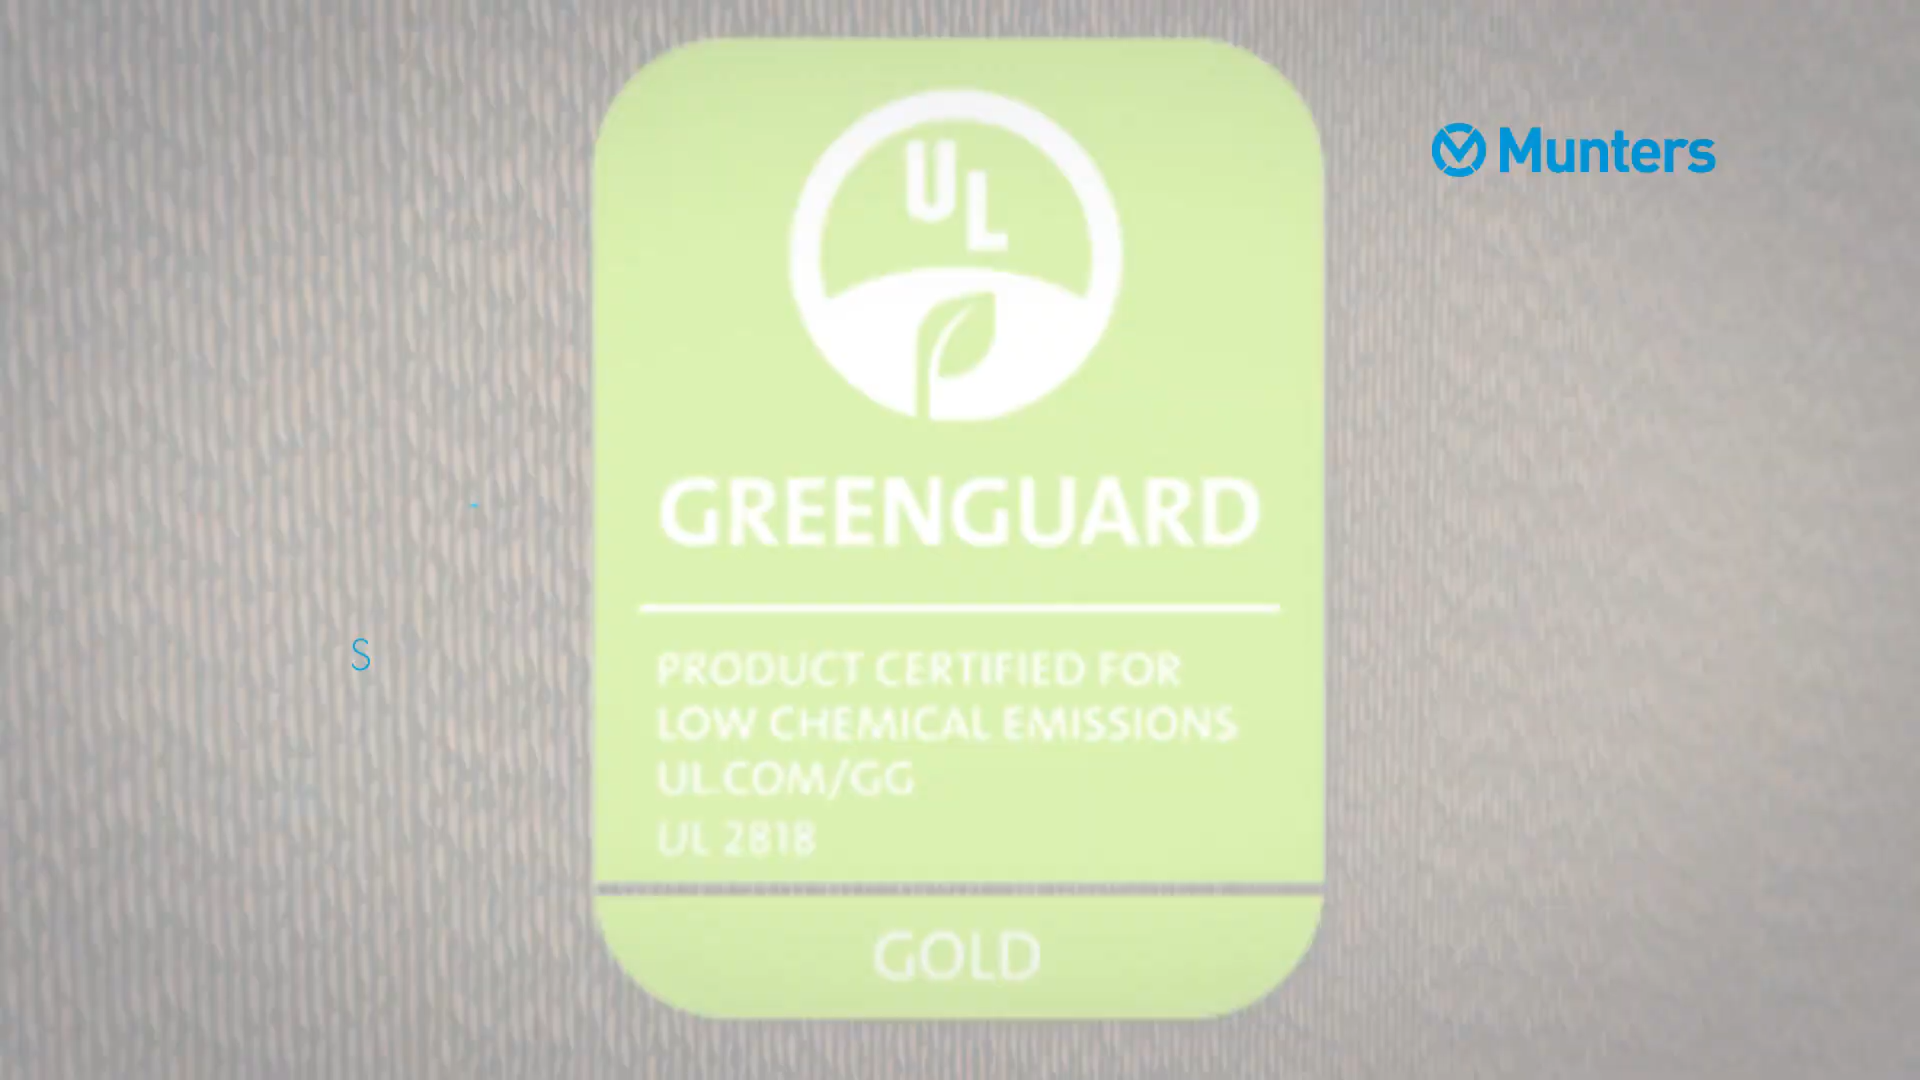 UL
Munters
GREENGUARD
S
PRODUCT CERTIFIED FOR
LOW CHEMICAL EMISSIONS
UL.COM/GG
UL 2818
GOLD